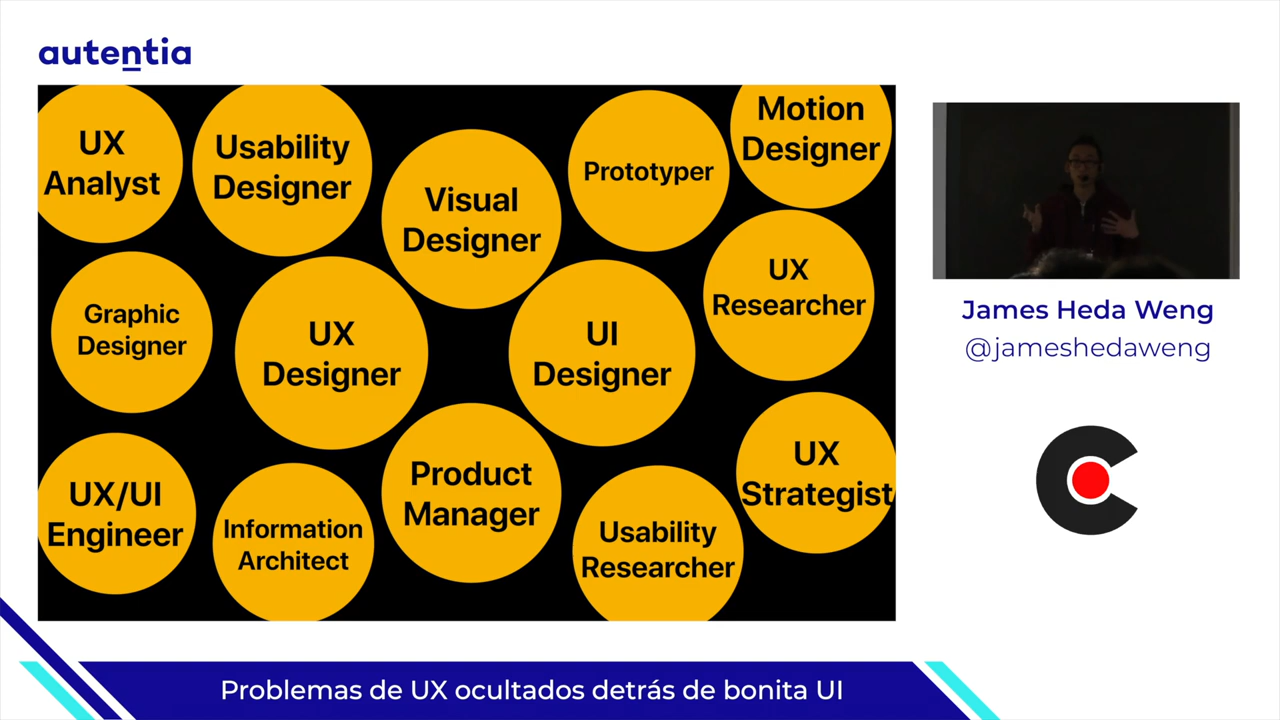 autentia
UX
Analyst
Usability
Designer
Visual
Designer
Prototyper
Motion
Designer
Graphic
Designer
UX
Designer
UI
Designer
UX
Researcher
UX/UI
Engineer
Information
Architect
Product
Manager
Usability
Researcher
UX
Strategist
James Heda Weng
@jameshedaweng
Problemas de UX ocultados detrás de bonita UI